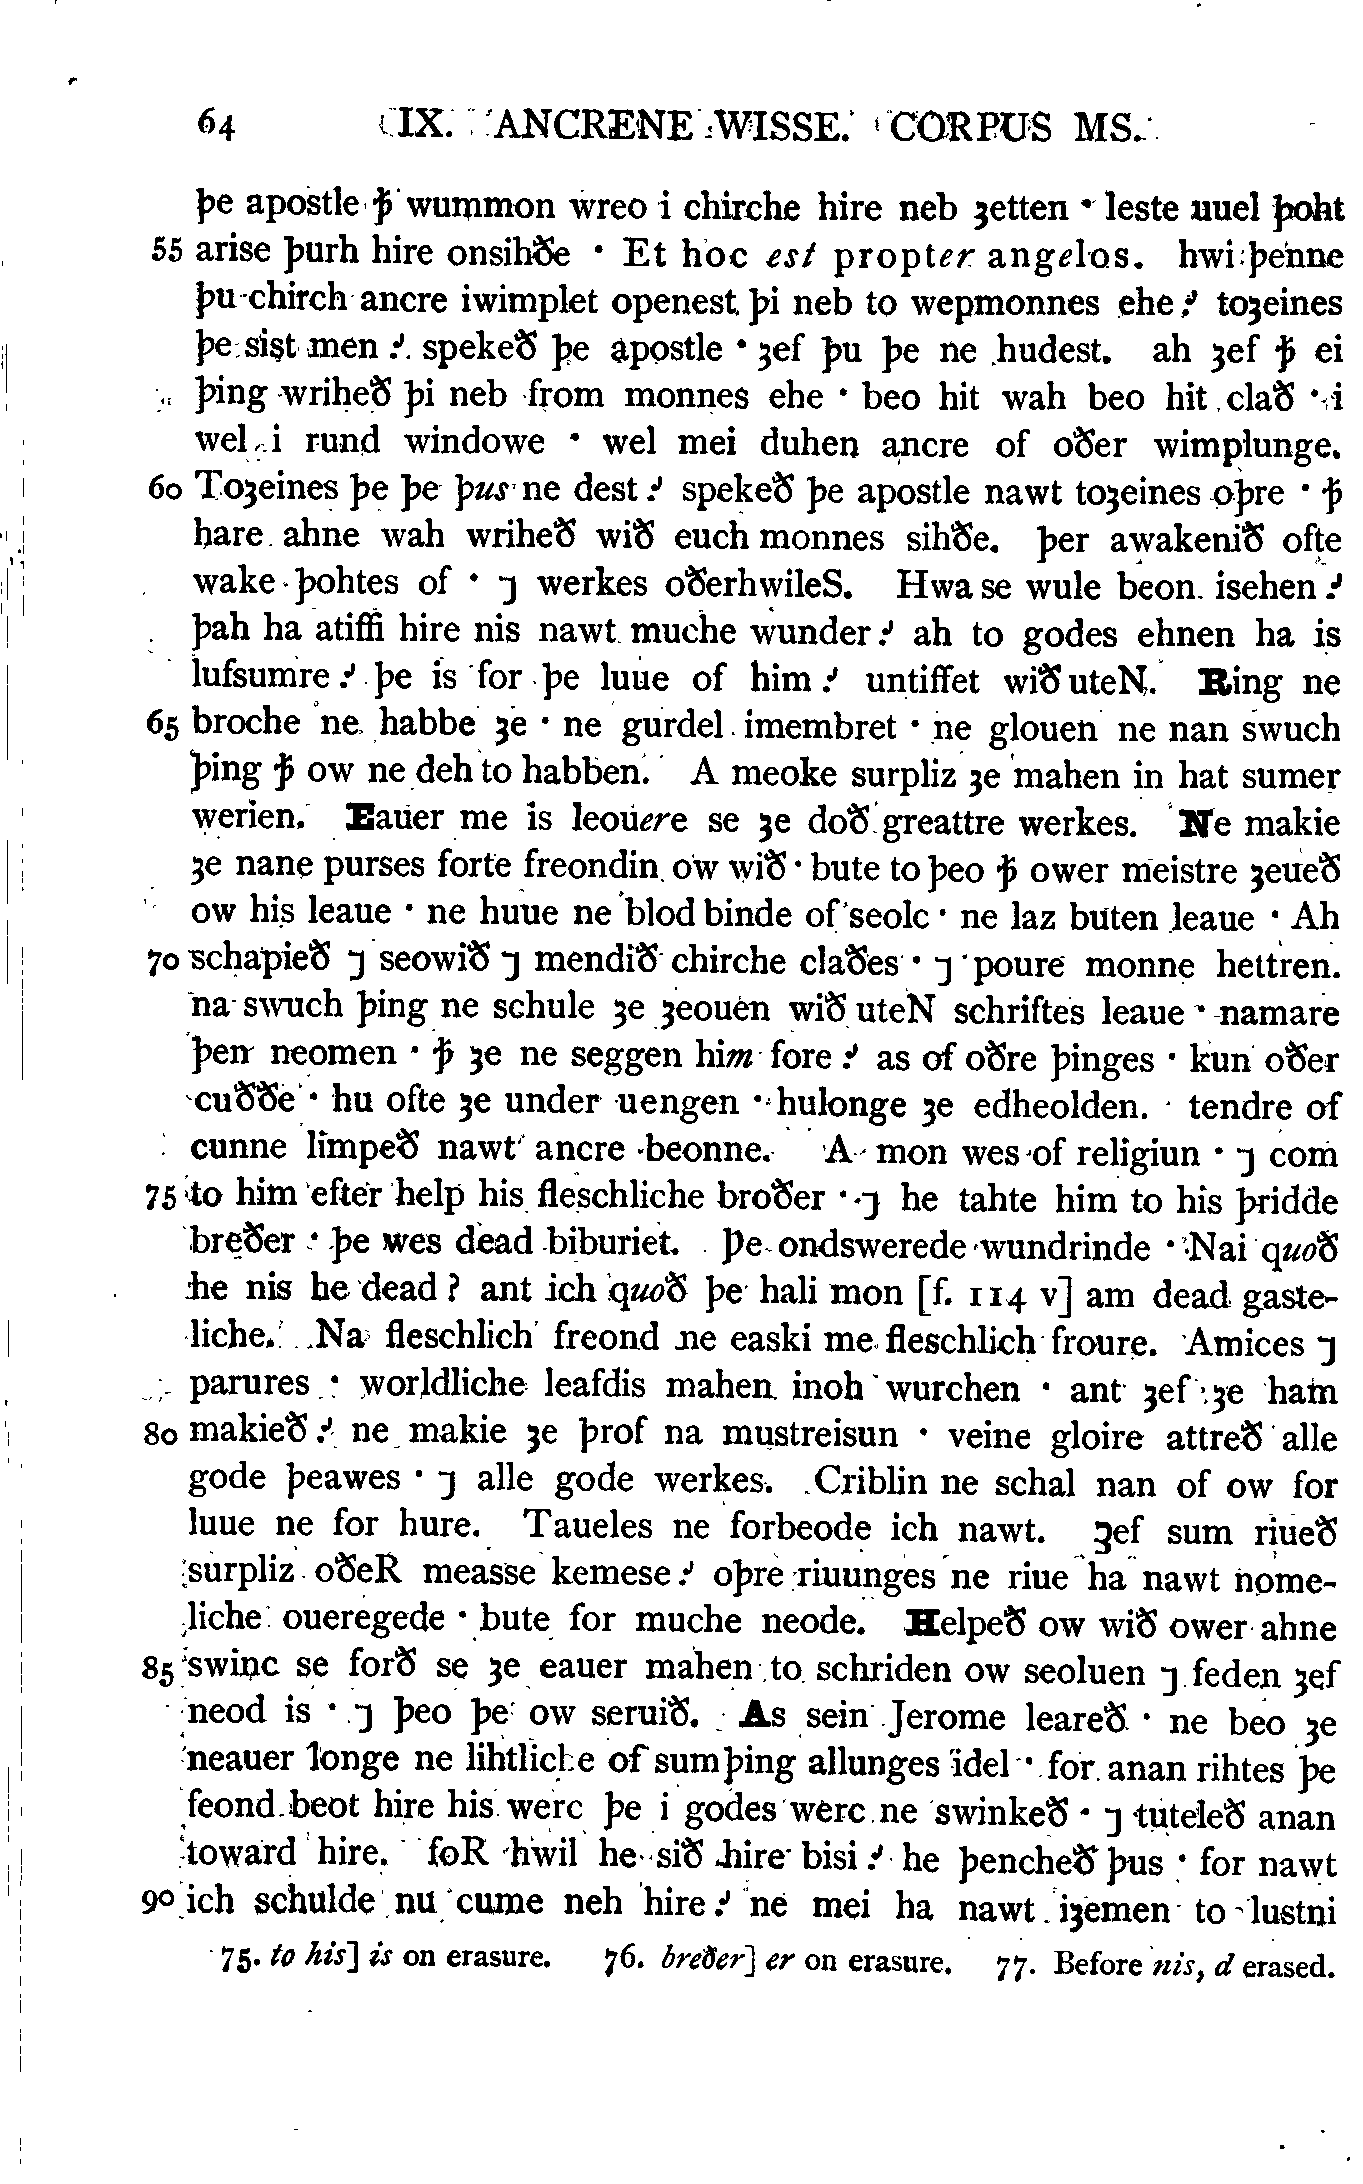 64 IX. ANCRENE WISSE. CORPUS MS.
þe apostle ꝥ wummon wreo i chirche hire neb ȝetten · leste uuel þoht
55 arise þurh hire onsihðe · Et hoc est propter angelos. hwi þenne
þu chirch ancre iwimplet openest þi neb to wepmonnes ehe ⁏ toȝeines
þe sist men ⁏ spekeð þe apostle · ȝef þu þe ne hudest. ah ȝef ꝥ ei
þing wriheð þi neb from monnes ehe · beo hit wah beo hit clað · i
wel i rund windowe · wel mei duhen ancre of oðer wimplunge.
60 Toȝeines þe þe þus ne dest ⁏ spekeð þe apostle nawt toȝeines oþre · ꝥ
hare ahne wah wriheð wið euch monnes sihðe. þer awakenið ofte
wake þohtes of · ⁊ werkes oðerhwileS. Hwa se wule beon isehen ⁏
þah ha atiffi hire nis nawt muche wunder ⁏ ah to godes ehnen ha is
lufsumre ⁏ þe is for þe luue of him ⁏ untiffet wið uteN. Ring ne
65 broche ne habbe ȝe · ne gurdel imembret · ne glouen ne nan swuch
þing ꝥ ow ne deh to habben. A meoke surpliz ȝe mahen in hat sumer
werien. Eauer me is leouere se ȝe doð greattre werkes. Ne makie
ȝe nane purses forte freondin ow wið · bute to þeo ꝥ ower meistre ȝeueð
ow his leaue · ne huue ne blod binde of seolc · ne laz buten leaue · Ah
70 schapieð ⁊ seowið ⁊ mendið chirche claðes · ⁊ poure monne hettren.
na swuch þing ne schule ȝe ȝeouen wið uteN schriftes leaue · namare
þen neomen · ꝥ ȝe ne seggen him fore ⁏ as of oðre þinges · kun oðer
cuððe · hu ofte ȝe under uengen · hulonge ȝe edheolden. tendre of
cunne limpeð nawt ancre beonne. A mon wes of religiun · ⁊ com
75 to him efter help his fleschliche broðer · ⁊ he tahte him to his þridde
breðer · þe wes dead biburiet. Þe ondswerede wundrinde · Nai quoð
he nis he dead ? ant ich quoð þe hali mon [f. 114 v] am dead gaste-
liche. Na fleschlich freond ne easki me fleschlich froure. Amices ⁊
parures · worldliche leafdis mahen inoh wurchen · ant ȝef ȝe ham
80 makieð ⁏ ne makie ȝe þrof na mustreisun · veine gloire attreð alle
gode þeawes · ⁊ alle gode werkes. Criblin ne schal nan of ow for
luue ne for hure. Taueles ne forbeode ich nawt. Ȝef sum riueð
surpliz oðeR measse kemese ⁏ oþre riuunges ne riue ha nawt nome-
liche oueregede · bute for muche neode. Helpeð ow wið ower ahne
85 swinc se forð se ȝe eauer mahen to schriden ow seoluen ⁊ feden ȝef
neod is · ⁊ þeo þe ow seruið. As sein Jerome leareð · ne beo ȝe
neauer longe ne lihtliche of sum þing allunges idel · for anan rihtes þe
feond beot hire his werc þe i godes werc ne swinkeð · ⁊ tuteleð anan
toward hire. foR hwil he sið hire bisi ⁏ he þencheð þus · for nawt
90 ich schulde nu cume neh hire ⁏ ne mei ha nawt iȝemen to lustni
75. to his] is on erasure. 76. breðer] er on erasure. 77. Before nis, d erased.